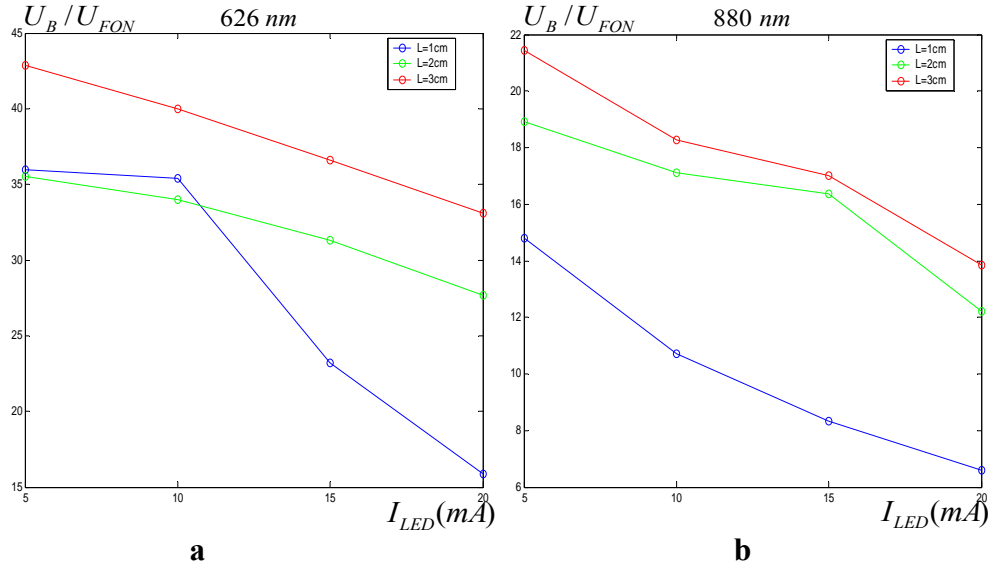 U_B / U_FON 626 nm
45
40
35
30
25
20
15
5 10 15 20
L=1cm
L=2cm
L=3cm
I_LED(mA)
a
U_B / U_FON 880 nm
22
20
18
16
14
12
10
8
6
5 10 15 20
L=1cm
L=2cm
L=3cm
I_LED(mA)
b